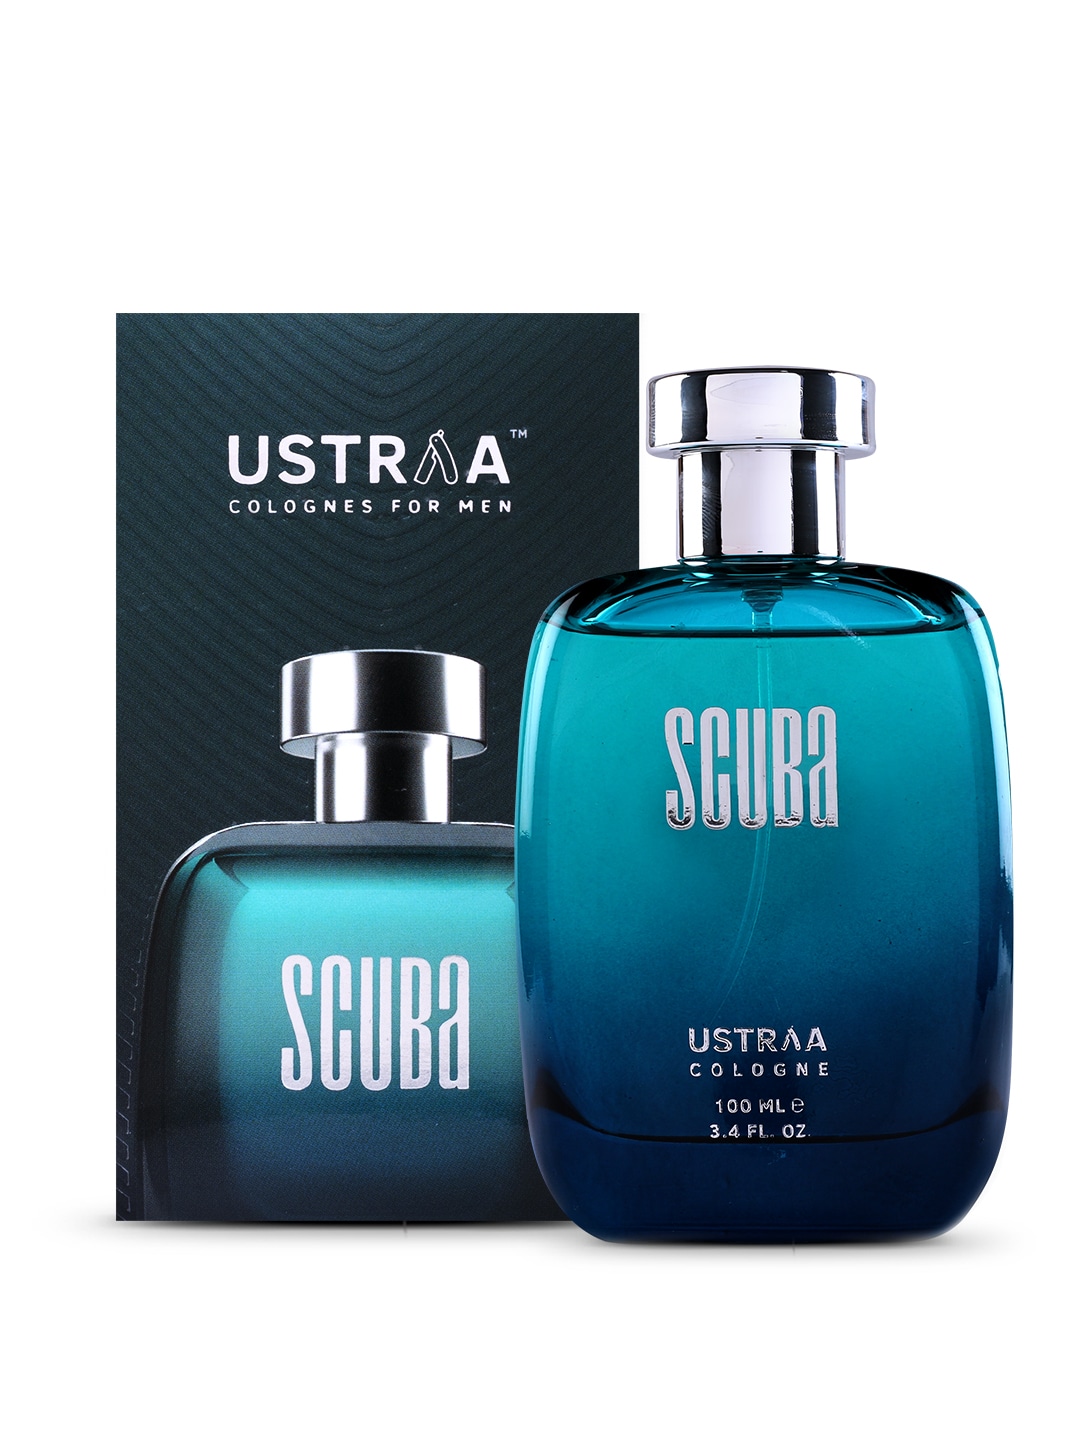 USTRAA™
COLOGNES FOR MEN
SCUBa
SCUBa
USTRAA
COLOGNE
100 ML ℮
3.4 FL. OZ.